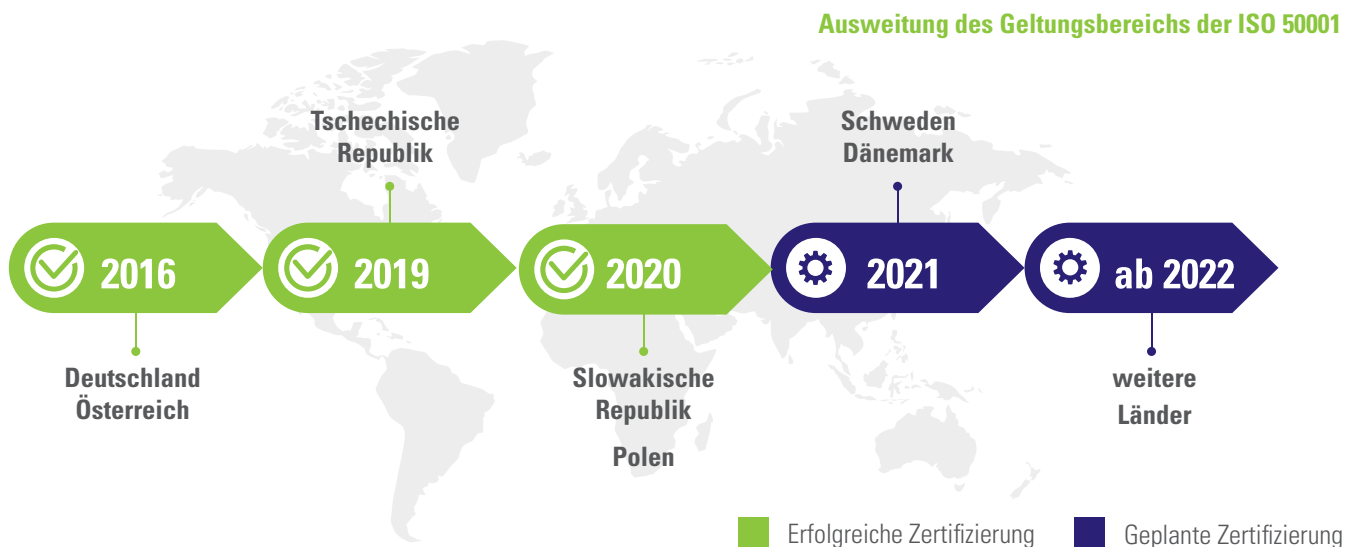 Ausweitung des Geltungsbereichs der ISO 50001
Tschechische
Republik
Schweden
Dänemark
2016
2019
2020
2021
ab 2022
Deutschland
Österreich
Slowakische
Republik
Polen
weitere
Länder
Erfolgreiche Zertifizierung
Geplante Zertifizierung